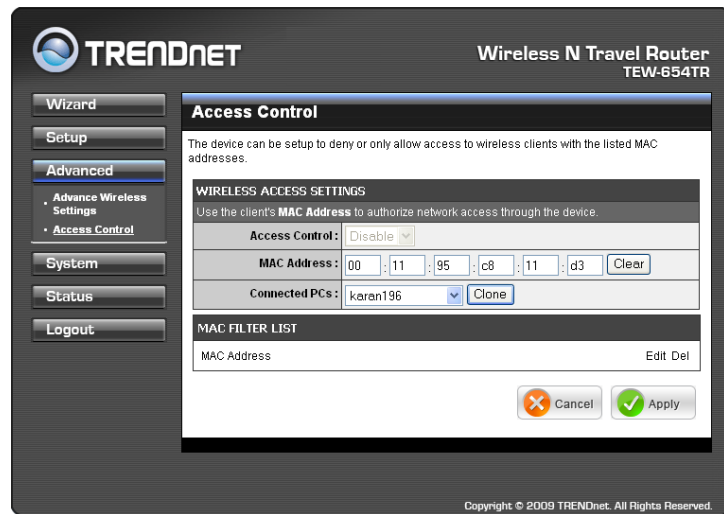 TRENDnet
Wireless N Travel Router
TEW-654TR
Wizard
Setup
Advanced
Advance Wireless
Settings
Access Control
System
Status
Logout
Access Control
The device can be setup to deny or only allow access to wireless clients with the listed MAC
addresses.
WIRELESS ACCESS SETTINGS
Use the client's MAC Address to authorize network access through the device.
Access Control : Disable
MAC Address : 00 : 11 : 95 : c8 : 11 : d3 Clear
Connected PCs : karan196 Clone
MAC FILTER LIST
MAC Address Edit Del
Cancel Apply
Copyright © 2009 TRENDnet. All Rights Reserved.